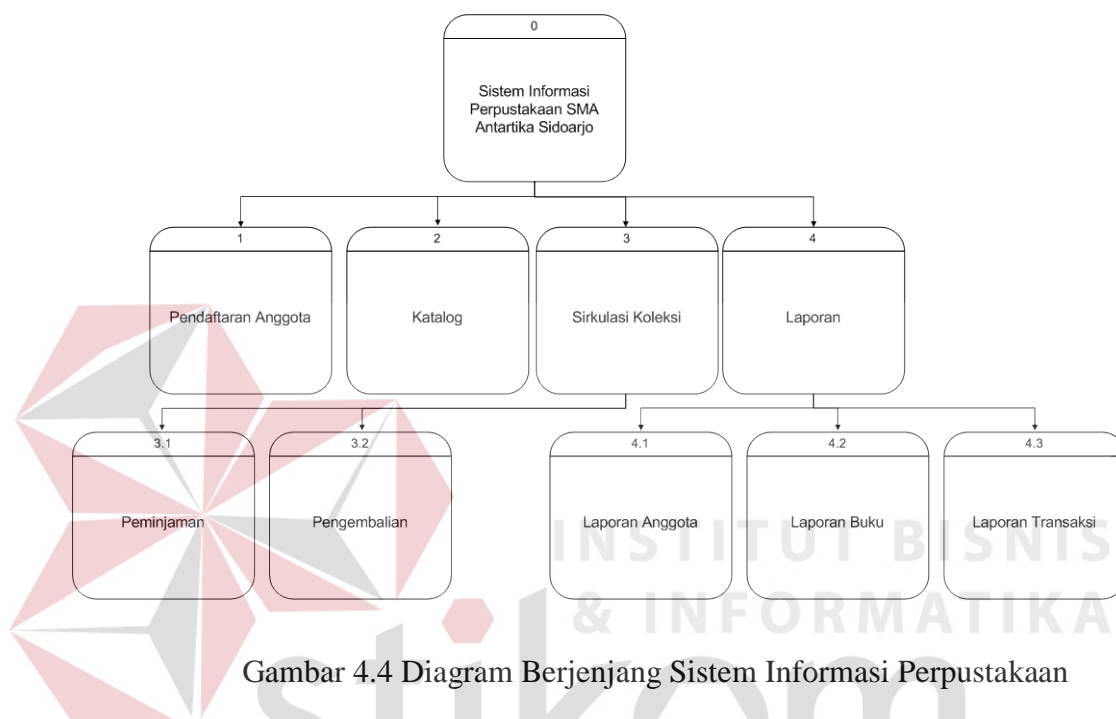 0
Sistem Informasi
Perpustakaan SMA
Antartika Sidoarjo
1
Pendaftaran Anggota
2
Katalog
3
Sirkulasi Koleksi
4
Laporan
3.1
Peminjaman
3.2
Pengembalian
4.1
Laporan Anggota
4.2
Laporan Buku
4.3
Laporan Transaksi
INSTITUT BISNIS
& INFORMATIKA
stikom
Gambar 4.4 Diagram Berjenjang Sistem Informasi Perpustakaan